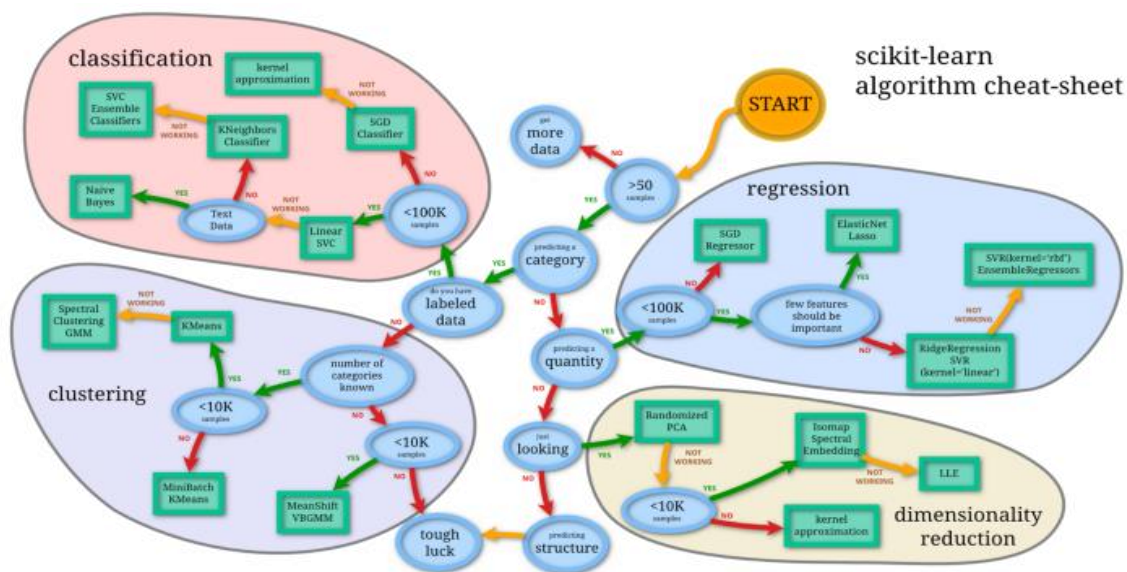 scikit-learn
algorithm cheat-sheet
START
classification
kernel
approximation
NOT
WORKING
SVC
Ensemble
Classifiers
NOT
WORKING
KNeighbors
Classifier
SGD
Classifier
NO
Naive
Bayes
YES
Text
Data
NO
NOT
WORKING
Linear
SVC
YES
<100K
samples
YES
get
more
data
NO
>50
samples
YES
predicting a
category
YES
do you have
labeled
data
NO
NO
predicting a
quantity
YES
NO
Just
looking
YES
NO
predicting
structure
tough
luck
regression
SGD
Regressor
NO
<100K
samples
YES
ElasticNet
Lasso
YES
few features
should be
important
NO
SVR(kernel='rbf')
EnsembleRegressors
NOT
WORKING
RidgeRegression
SVR
(kernel='linear')
clustering
Spectral
Clustering
GMM
NOT
WORKING
KMeans
YES
<10K
samples
YES
number of
categories
known
NO
NO
MiniBatch
KMeans
<10K
samples
YES
NO
MeanShift
VBGMM
Randomized
PCA
NOT
WORKING
<10K
samples
YES
NO
Isomap
Spectral
Embedding
NOT
WORKING
LLE
kernel
approximation
dimensionality
reduction